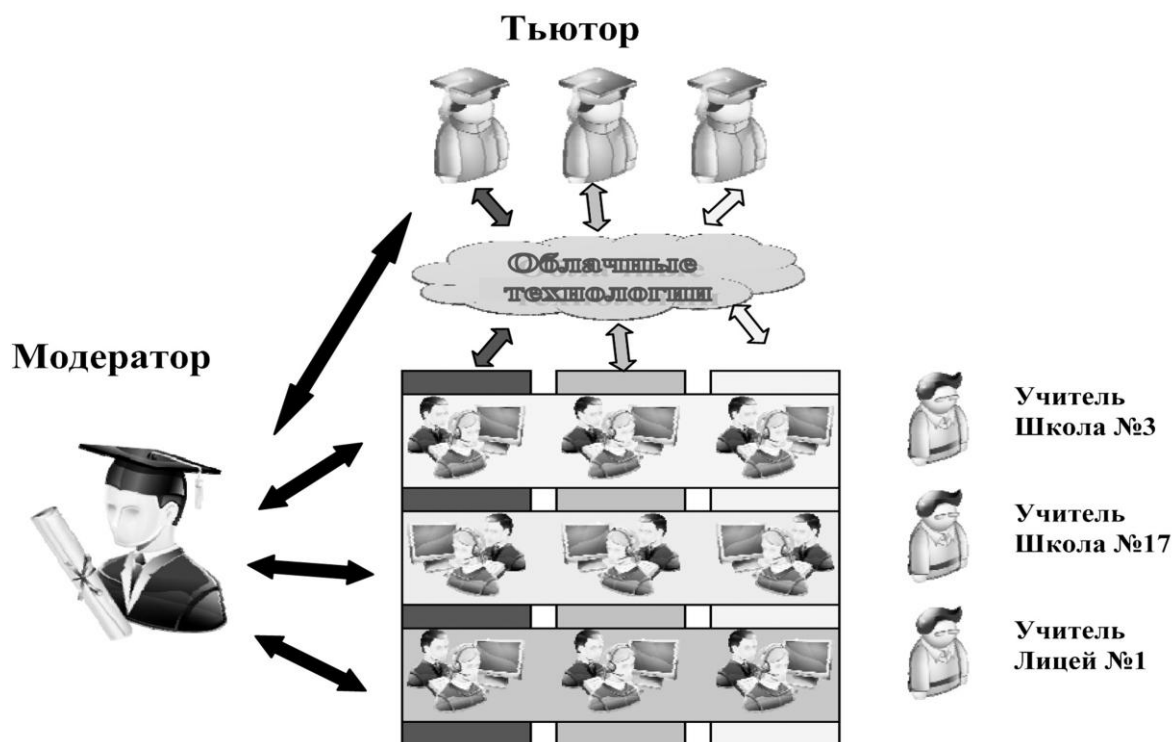 Тьютор
Облачные
технологии
Модератор
Учитель
Школа №3
Учитель
Школа №17
Учитель
Лицей №1